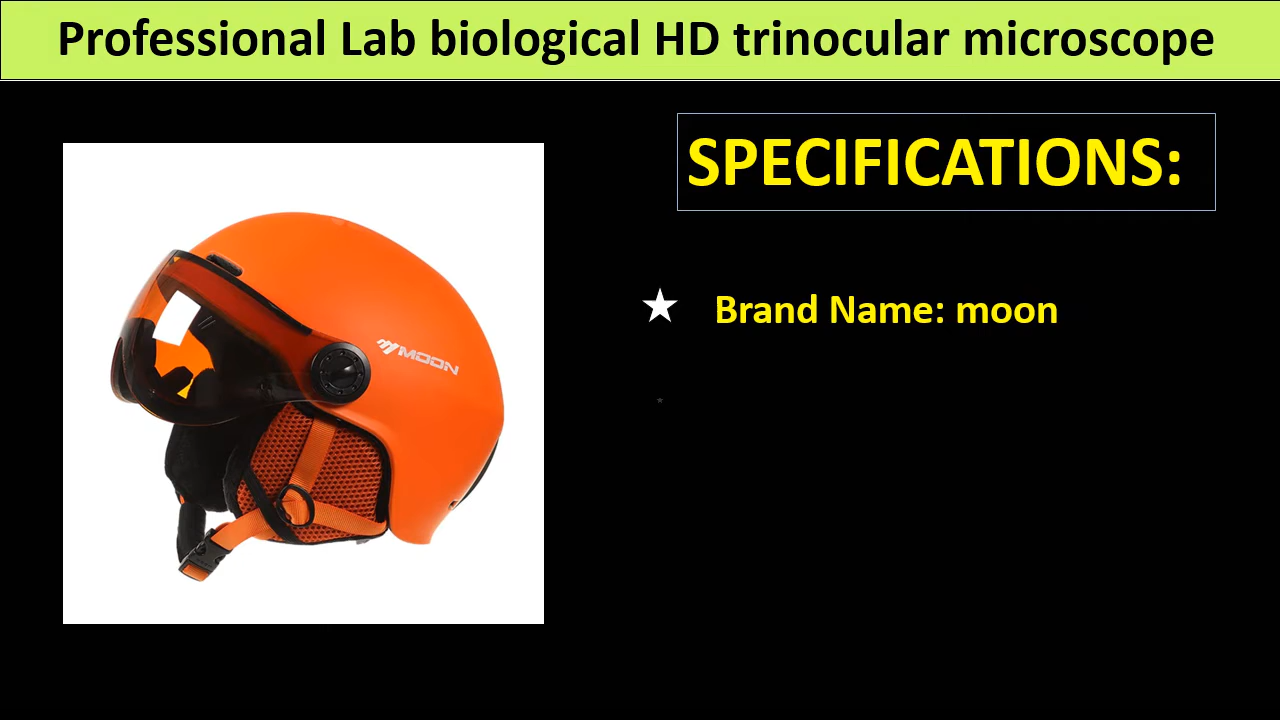 Professional Lab biological HD trinocular microscope
SPECIFICATIONS:
Brand Name: moon
MOON